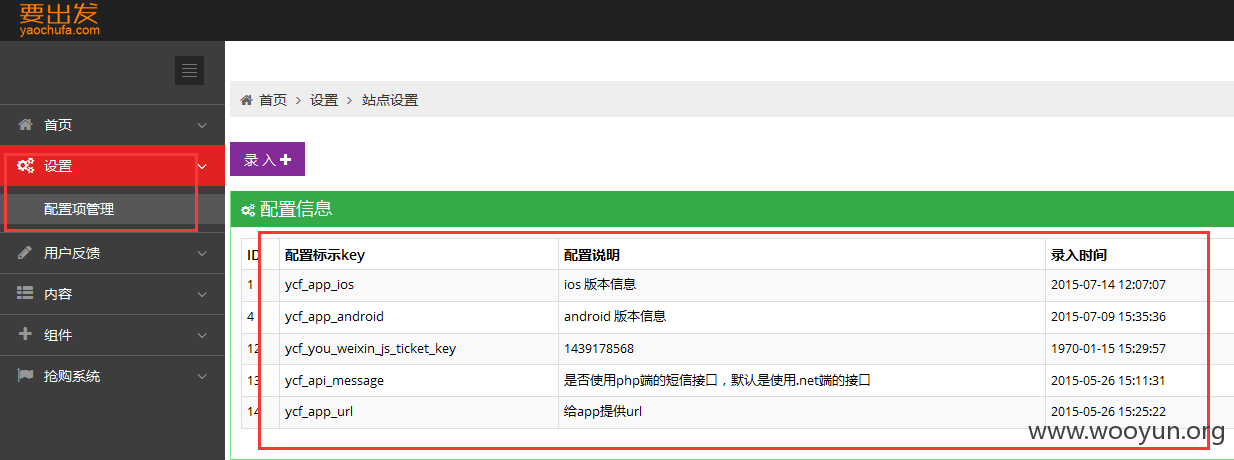 要出发
yaochufa.com
首页 设置 站点设置
首页
设置
配置项管理
用户反馈
内容
组件
抢购系统
录 入
配置信息
ID 配置标示key 配置说明 录入时间
1 ycf_app_ios ios 版本信息 2015-07-14 12:07:07
4 ycf_app_android android 版本信息 2015-07-09 15:35:36
12 ycf_you_weixin_js_ticket_key 1439178568 1970-01-15 15:29:57
13 ycf_api_message 是否使用php端的短信接口，默认是使用.net端的接口 2015-05-26 15:11:31
14 ycf_app_url 给app提供url 2015-05-26 15:25:22
www.wooyun.org